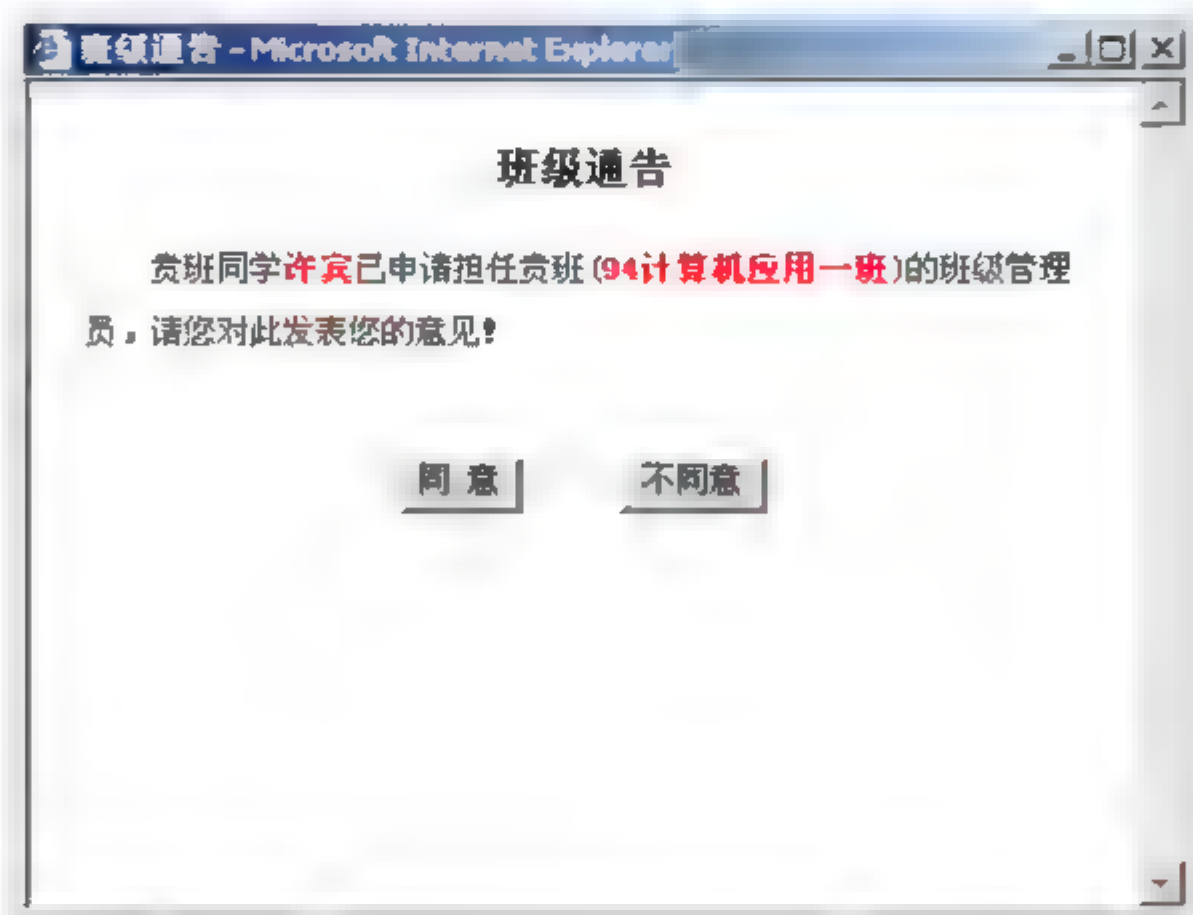 班级通告 - Microsoft Internet Explorer
班级通告
贵班同学许宾已申请担任贵班(94计算机应用一班)的班级管理
员，请您对此发表您的意见！
同 意
不同意